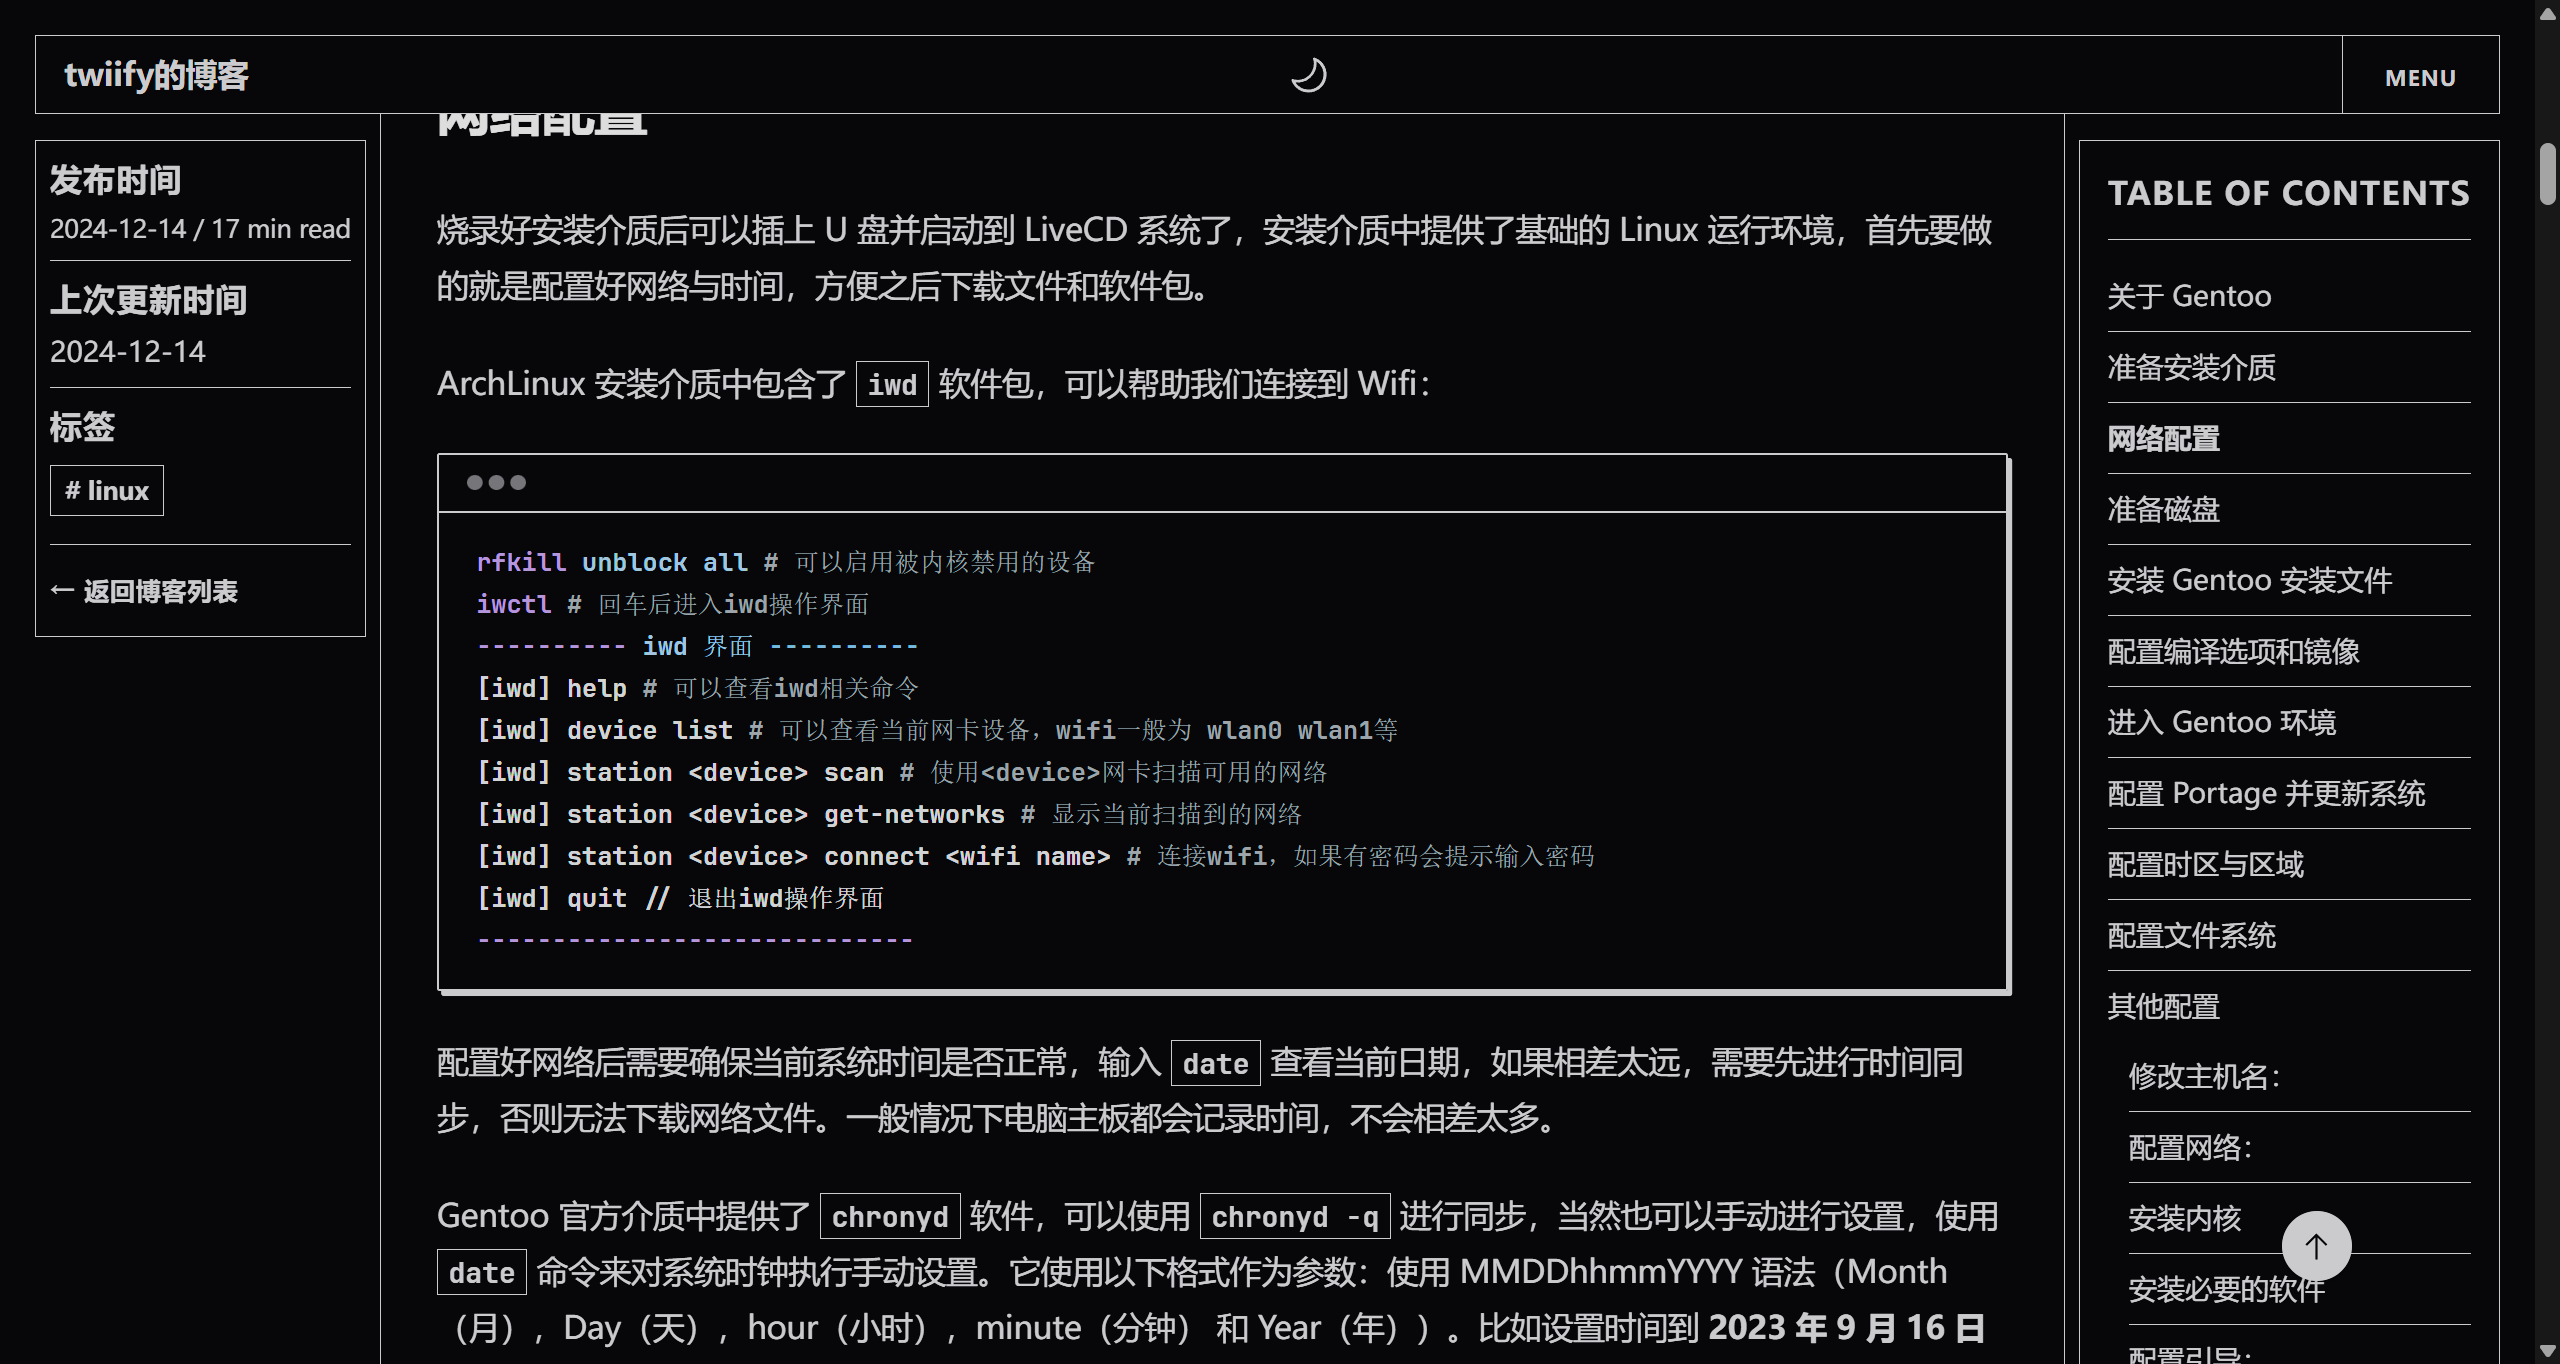 twiify的博客
MENU
发布时间
2024-12-14 / 17 min read
上次更新时间
2024-12-14
标签
# linux
← 返回博客列表
网络配置
烧录好安装介质后可以插上 U 盘并启动到 LiveCD 系统了，安装介质中提供了基础的 Linux 运行环境，首先要做
的就是配置好网络与时间，方便之后下载文件和软件包。
ArchLinux 安装介质中包含了 iwd 软件包，可以帮助我们连接到 Wifi：
rfkill unblock all # 可以启用被内核禁用的设备
iwctl # 回车后进入iwd操作界面
---------- iwd 界面 ----------
[iwd] help # 可以查看iwd相关命令
[iwd] device list # 可以查看当前网卡设备，wifi一般为 wlan0 wlan1等
[iwd] station <device> scan # 使用<device>网卡扫描可用的网络
[iwd] station <device> get-networks # 显示当前扫描到的网络
[iwd] station <device> connect <wifi name> # 连接wifi，如果有密码会提示输入密码
[iwd] quit // 退出iwd操作界面
-----------------------------
配置好网络后需要确保当前系统时间是否正常，输入 date 查看当前日期，如果相差太远，需要先进行时间同
步，否则无法下载网络文件。一般情况下电脑主板都会记录时间，不会相差太多。
Gentoo 官方介质中提供了 chronyd 软件，可以使用 chronyd -q 进行同步，当然也可以手动进行设置，使用
date 命令来对系统时钟执行手动设置。它使用以下格式作为参数：使用 MMDDhhmmYYYY 语法（Month
（月），Day（天），hour（小时），minute（分钟） 和 Year（年））。比如设置时间到 2023 年 9 月 16 日
TABLE OF CONTENTS
关于 Gentoo
准备安装介质
网络配置
准备磁盘
安装 Gentoo 安装文件
配置编译选项和镜像
进入 Gentoo 环境
配置 Portage 并更新系统
配置时区与区域
配置文件系统
其他配置
修改主机名：
配置网络：
安装内核
安装必要的软件
配置引导：